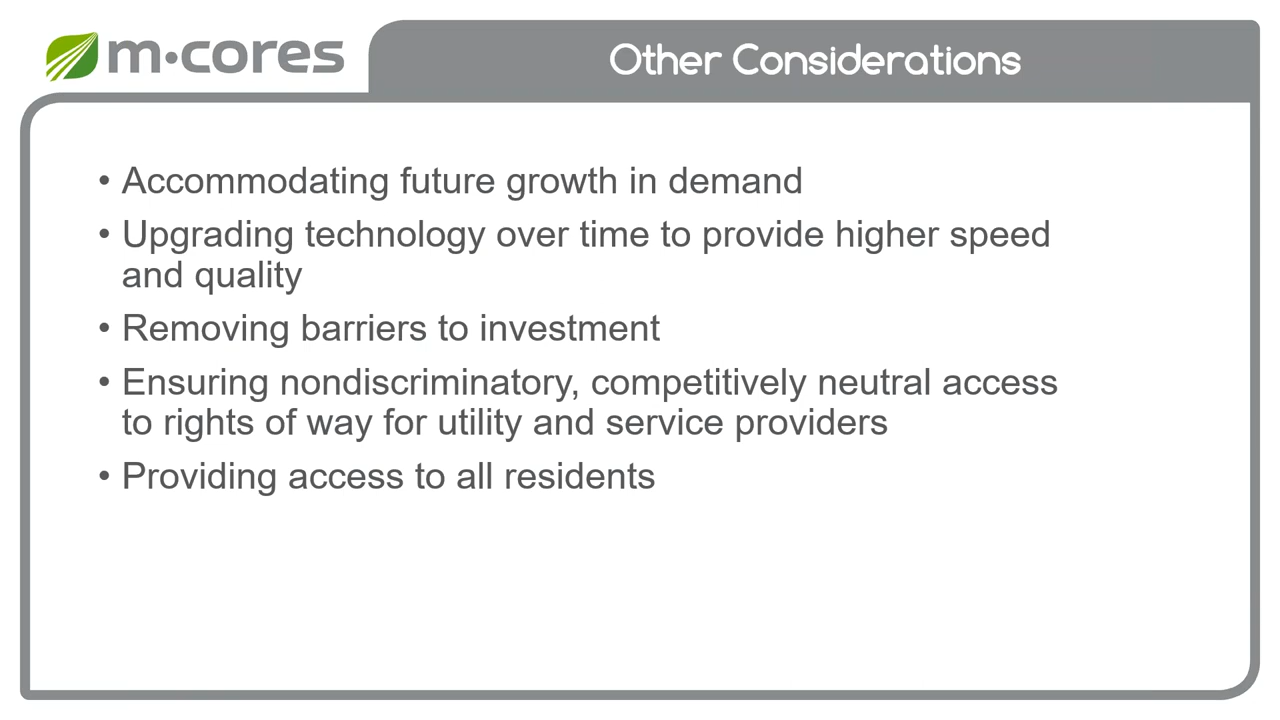 m•cores
Other Considerations
• Accommodating future growth in demand
• Upgrading technology over time to provide higher speed
and quality
• Removing barriers to investment
• Ensuring nondiscriminatory, competitively neutral access
to rights of way for utility and service providers
• Providing access to all residents